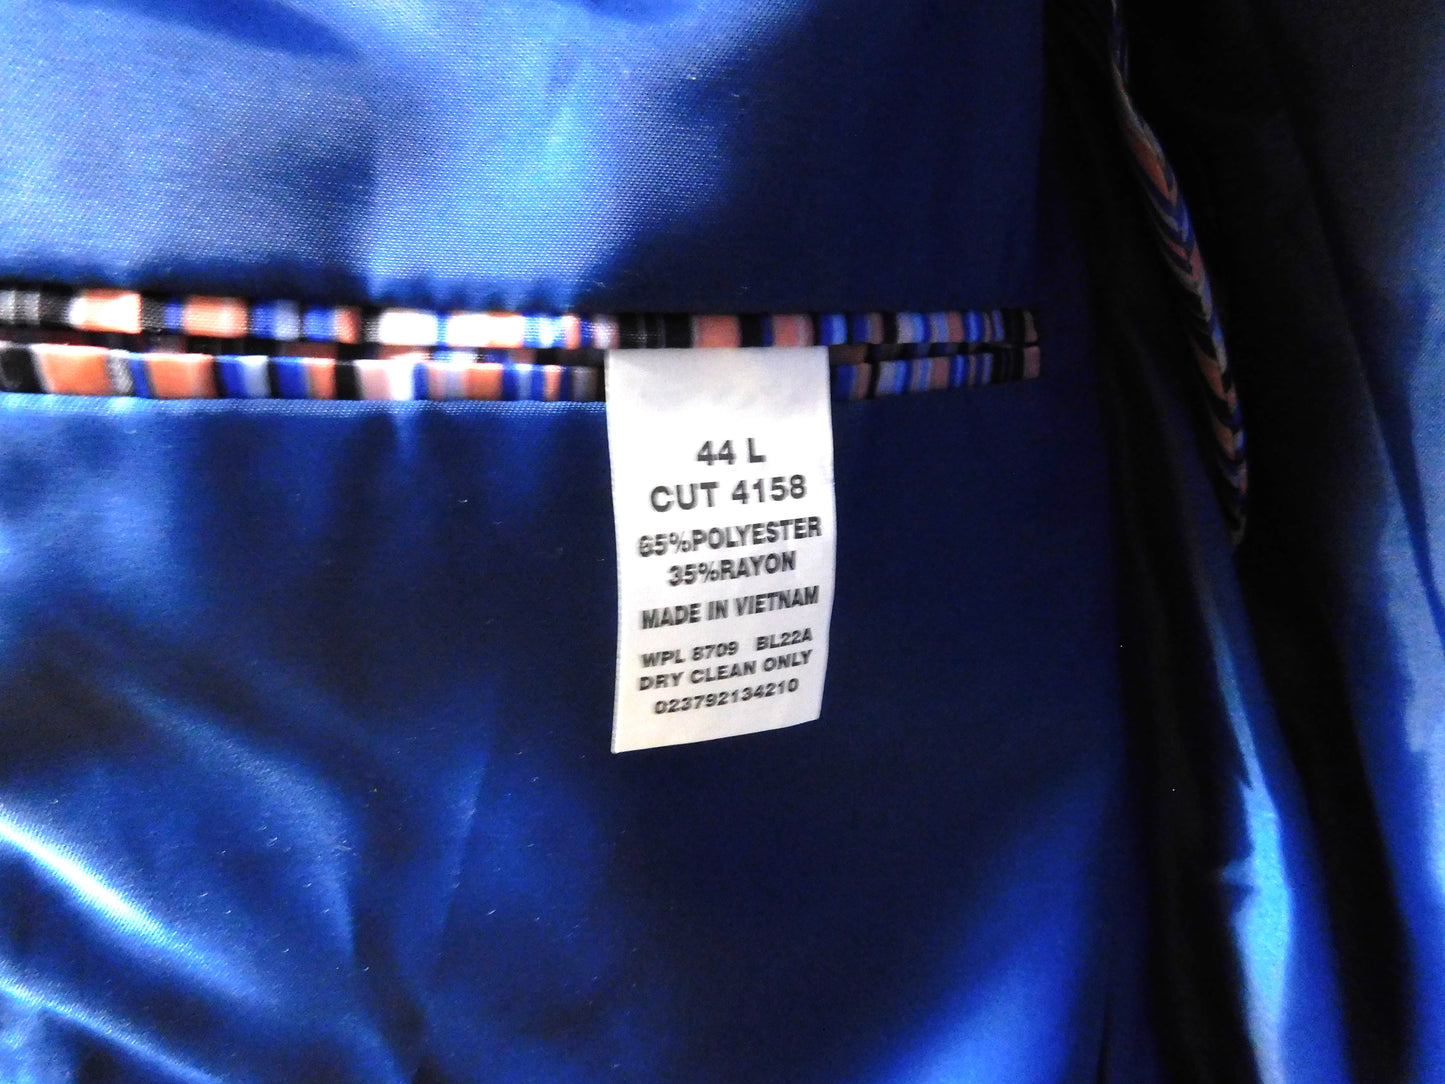 44 L
CUT 4158
65%POLYESTER
35%RAYON
MADE IN VIETNAM
WPL 8709 BL22A
DRY CLEAN ONLY
023792134210